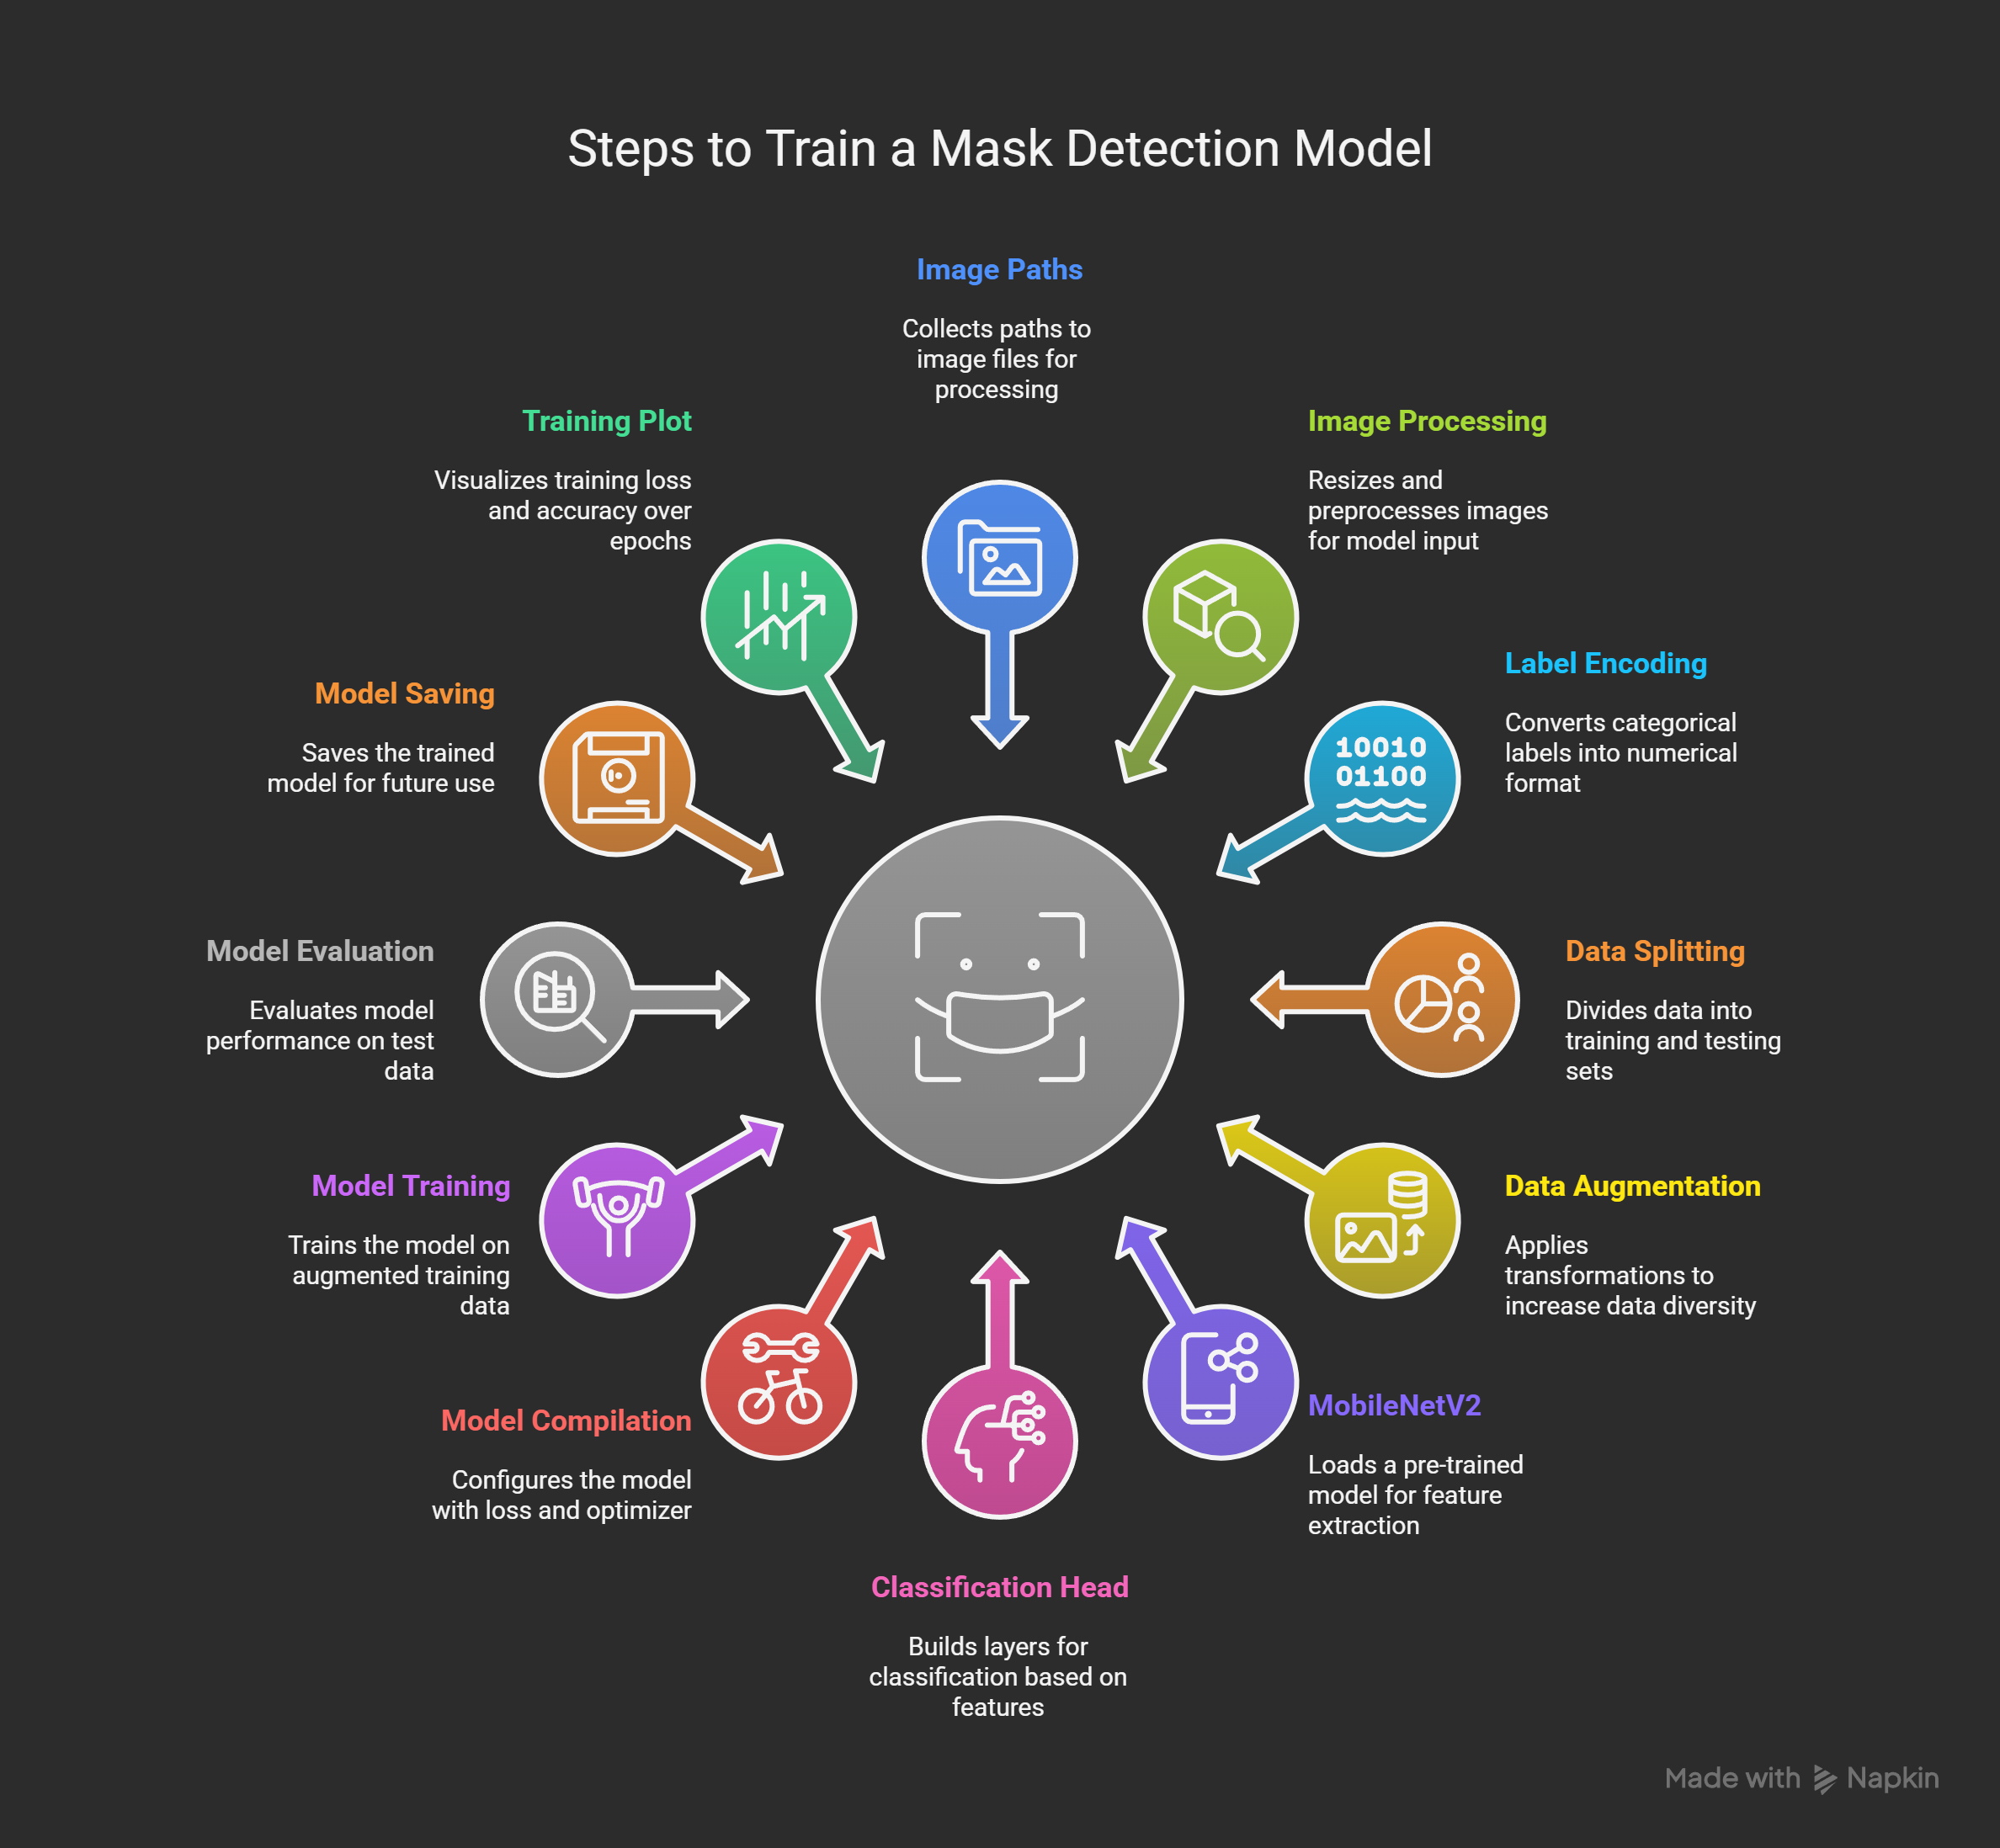 Steps to Train a Mask Detection Model
Image Paths
Collects paths to
image files for
processing
Image Processing
Resizes and
preprocesses images
for model input
Label Encoding
Converts categorical
labels into numerical
format
10010
01100
Data Splitting
Divides data into
training and testing
sets
Data Augmentation
Applies
transformations to
increase data diversity
MobileNetV2
Loads a pre-trained
model for feature
extraction
Classification Head
Builds layers for
classification based on
features
Model Compilation
Configures the model
with loss and optimizer
Model Training
Trains the model on
augmented training
data
Model Evaluation
Evaluates model
performance on test
data
Model Saving
Saves the trained
model for future use
Training Plot
Visualizes training loss
and accuracy over
epochs
Made with Napkin